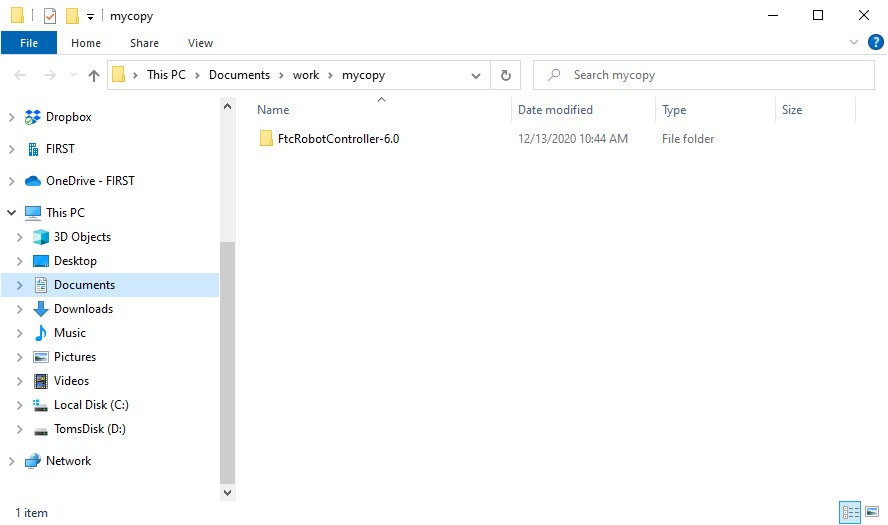 mycopy
File Home Share View
This PC Documents work mycopy
Search mycopy
Name Date modified Type Size
FtcRobotController-6.0 12/13/2020 10:44 AM File folder
Dropbox
FIRST
OneDrive - FIRST
This PC
3D Objects
Desktop
Documents
Downloads
Music
Pictures
Videos
Local Disk (C:)
TomsDisk (D:)
Network
1 item